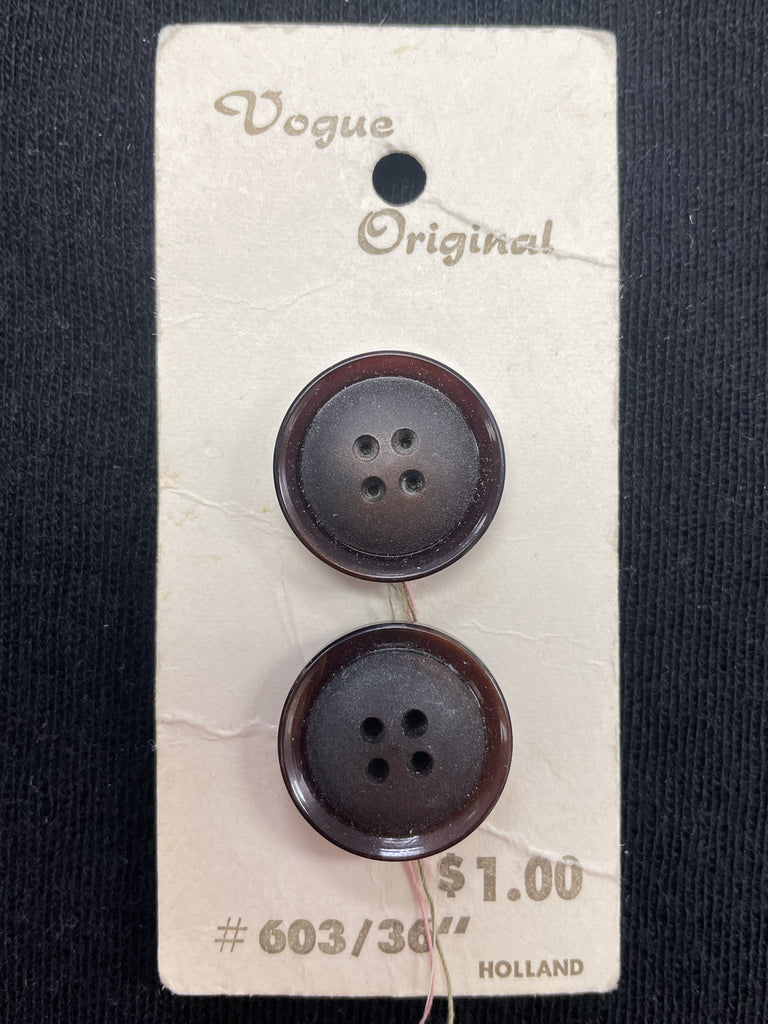 Vogue
Original
$1.00
# 603/36"
HOLLAND